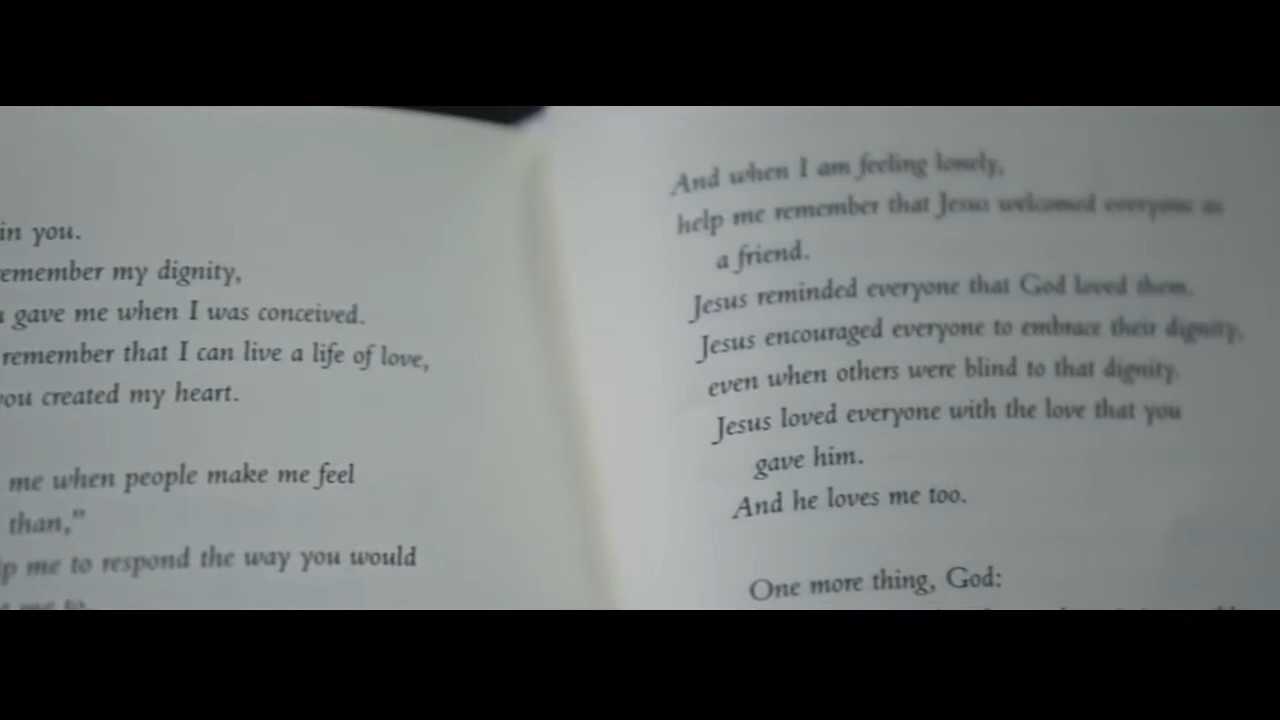 in you.
emember my dignity,
gave me when I was conceived.
remember that I can live a life of love,
ou created my heart.
me when people make me feel
than,"
p me to respond the way you would
me to
And when I am feeling lonely,
help me remember that Jesus welcomed everyone as
a friend.
Jesus reminded everyone that God loved them.
Jesus encouraged everyone to embrace their dignity,
even when others were blind to that dignity.
Jesus loved everyone with the love that you
gave him.
And he loves me too.
One more thing, God: